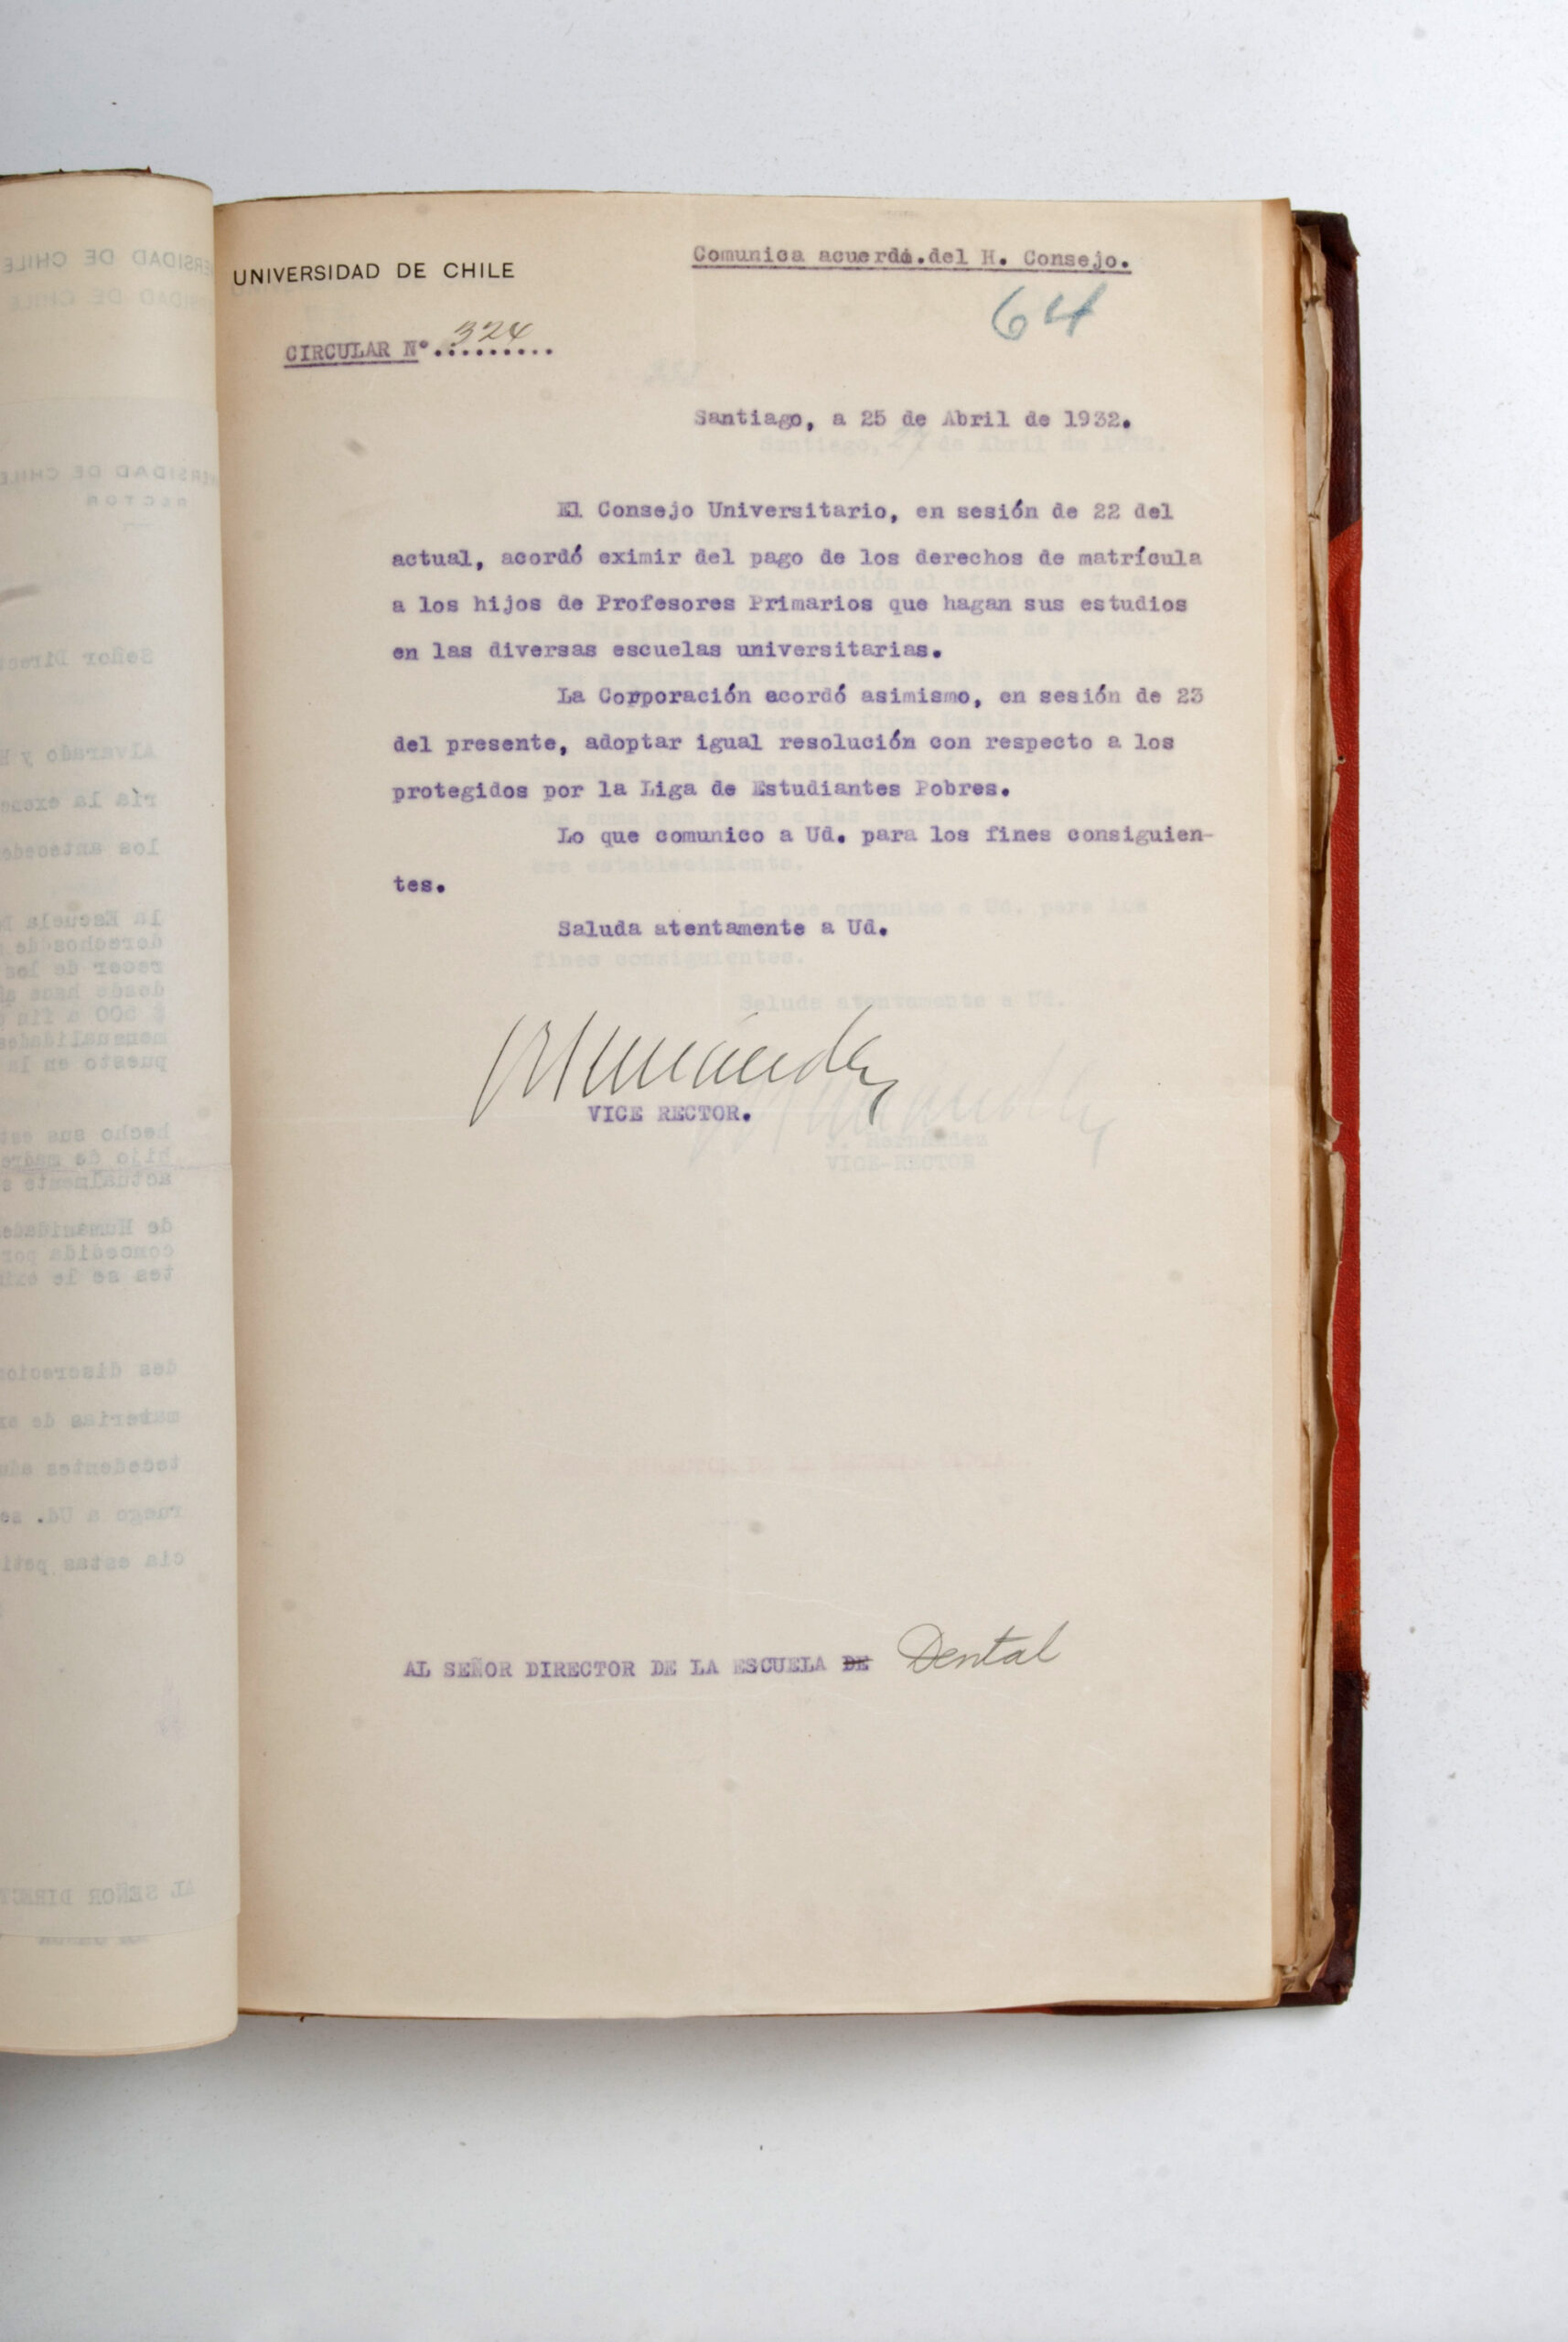 UNIVERSIDAD DE CHILE
Comunica acuerdo.del H. Consejo.
64
CIRCULAR Nº.324........
Santiago, a 25 de Abril de 1932.
El Consejo Universitario, en sesión de 22 del
actual, acordó eximir del pago de los derechos de matrícula
a los hijos de Profesores Primarios que hagan sus estudios
en las diversas escuelas universitarias.
La Corporación acordó asimismo, en sesión de 23
del presente, adoptar igual resolución con respecto a los
protegidos por la Liga de Estudiantes Pobres.
Lo que comunico a Ud. para los fines consiguien-
tes.
Saluda atentamente a Ud.
VICE RECTOR.
AL SEÑOR DIRECTOR DE LA ESCUELA DE Dental